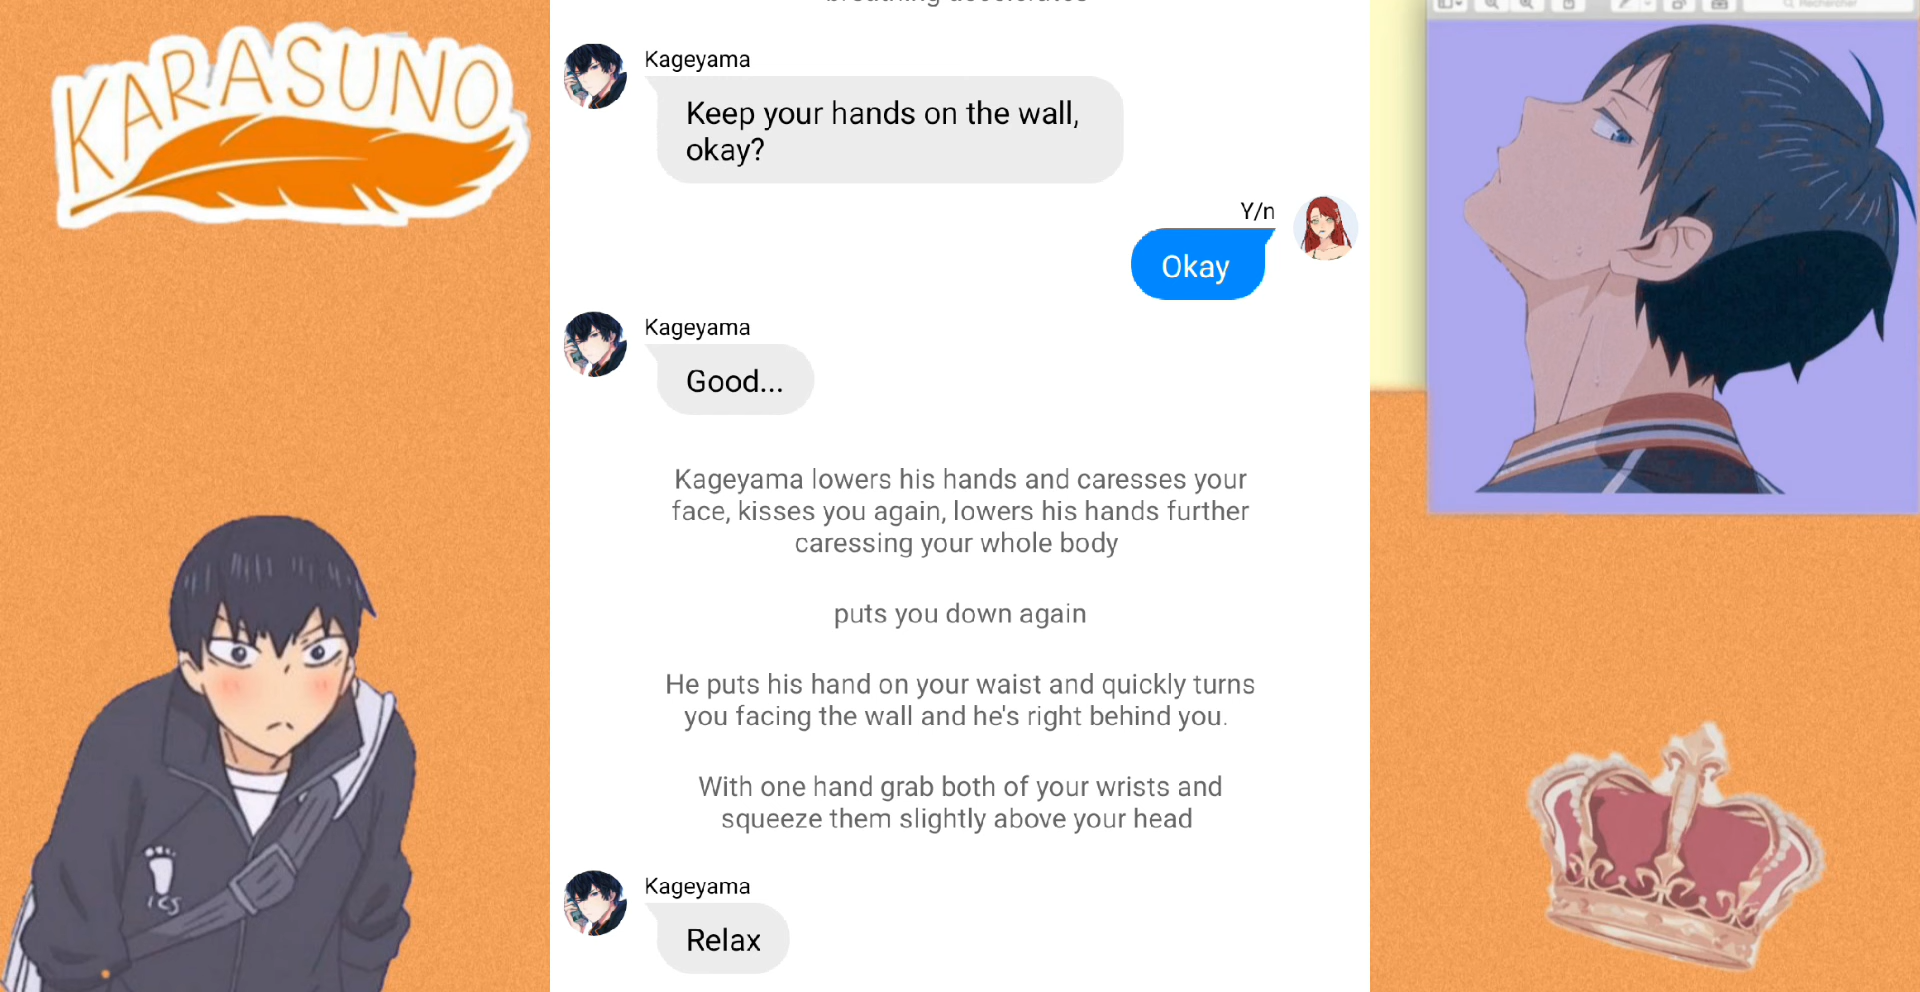 KARASUNO
breathing accelerates
Kageyama
Keep your hands on the wall,
okay?
Y/n
Okay
Kageyama
Good...
Kageyama lowers his hands and caresses your
face, kisses you again, lowers his hands further
caressing your whole body
puts you down again
He puts his hand on your waist and quickly turns
you facing the wall and he's right behind you.
With one hand grab both of your wrists and
squeeze them slightly above your head
Kageyama
Relax
Rechercher